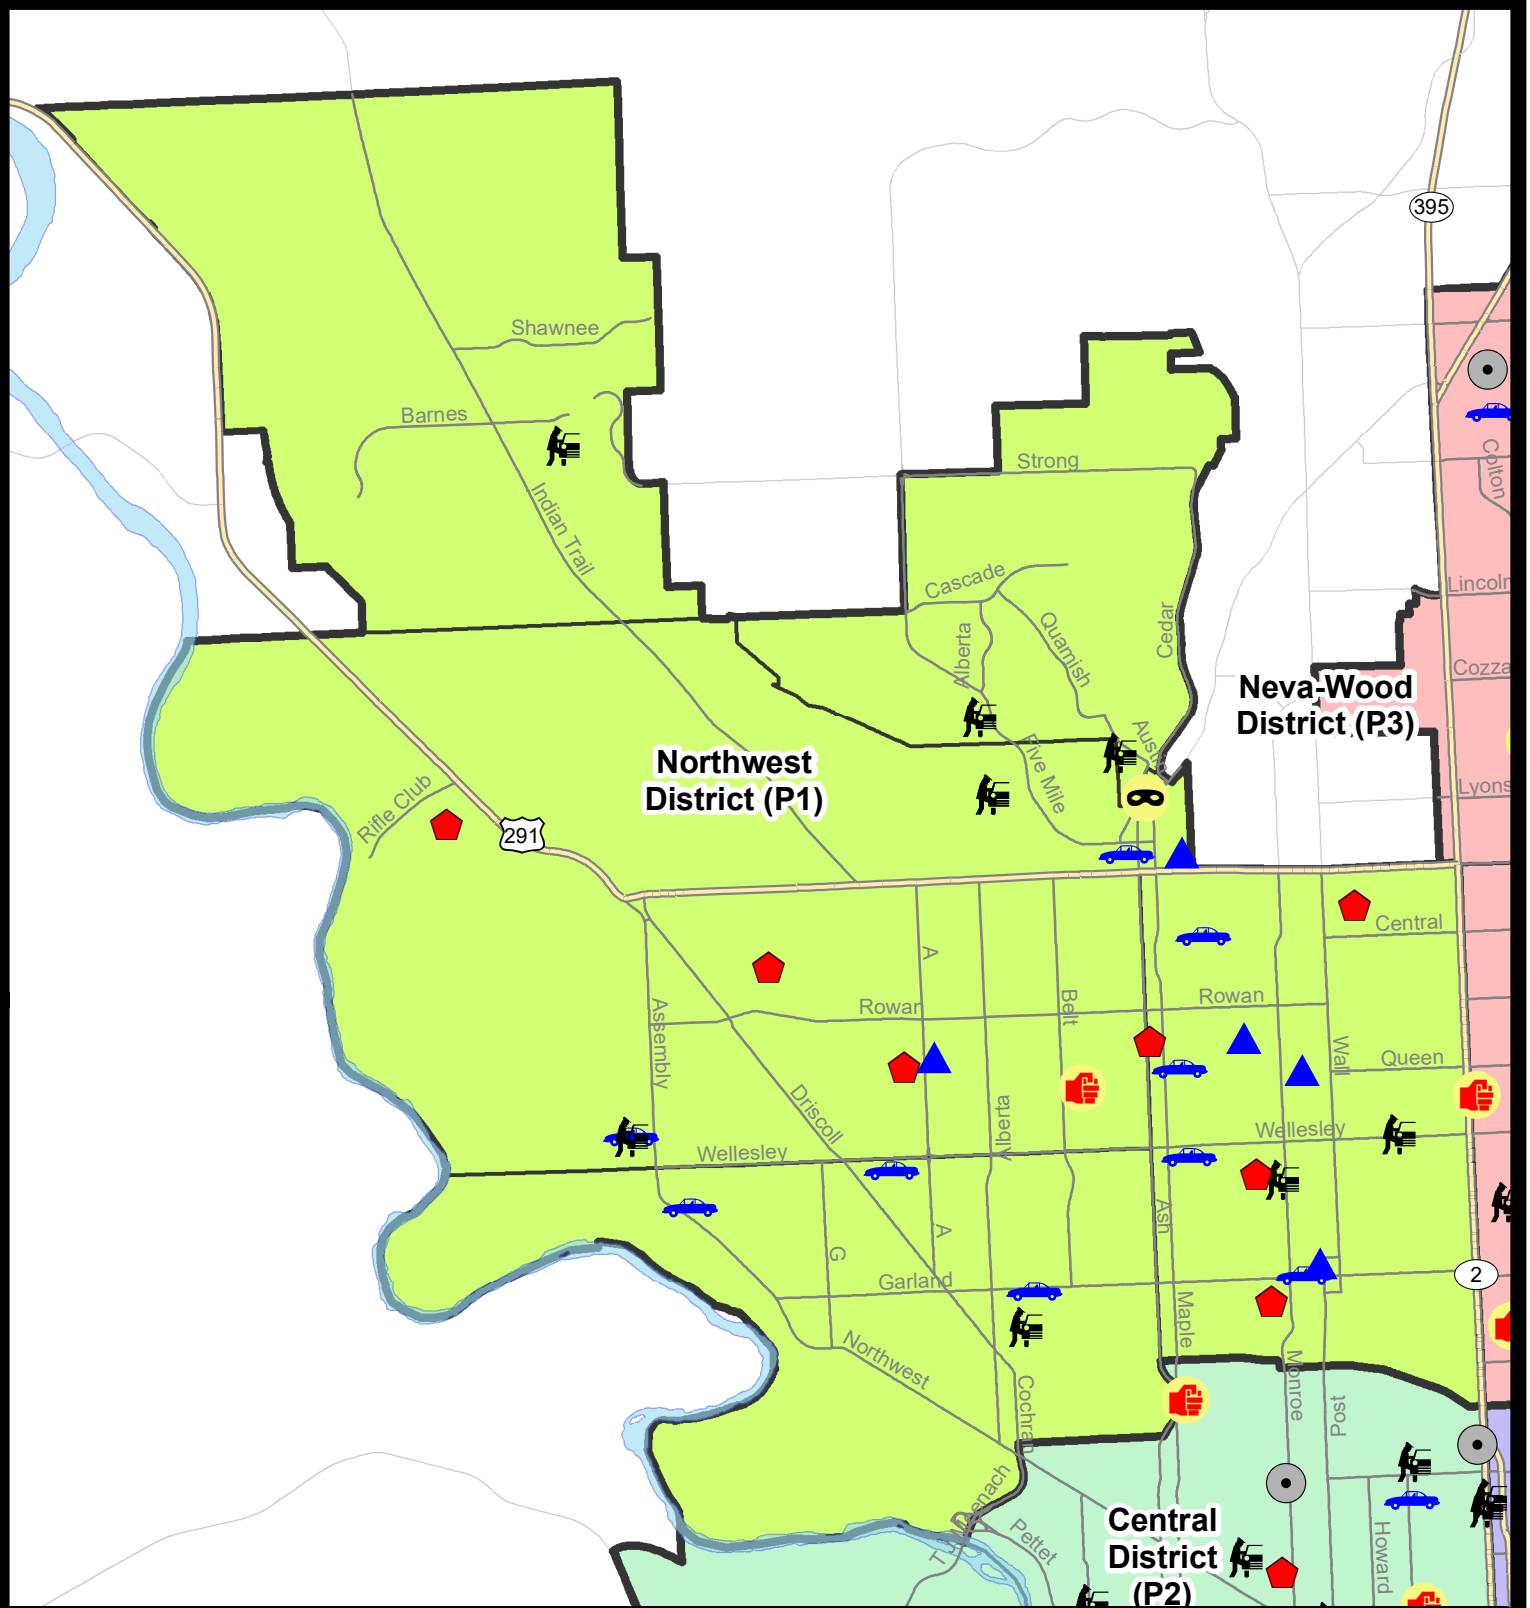 395
Shawnee
Barnes
Colton
Strong
Indian Trail
Cascade
Lincoln
Alberta
Quamish
Cedar
Cozza
Neva-Wood
District (P3)
Northwest
District (P1)
Five Mile
Lyons
Rifle Club
291
Central
A
Rowan
Rowan
Belt
Assembly
Wall
Queen
Driscoll
Alberta
Wellesley
Wellesley
Ash
A
G
Garland
2
Maple
Northwest
Monroe
Cochran
Post
Pettet
Howard
Central
District
(P2)